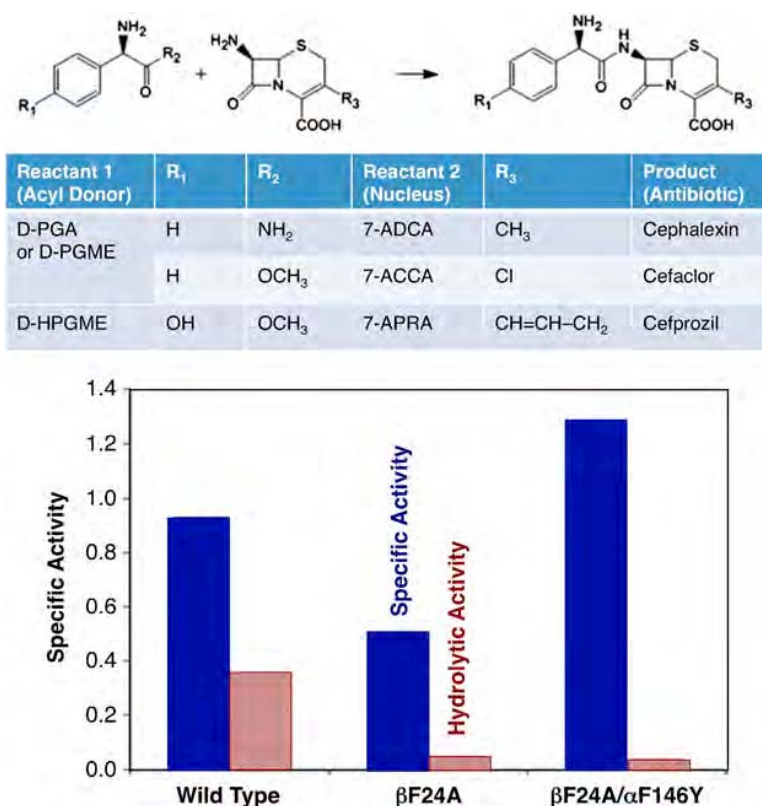 NH₂
R₂
O
R₁
+
H₂N
S
N
O
R₃
COOH
NH₂
H
N
S
O
N
O
R₃
R₁
COOH
Reactant 1 (Acyl Donor) R₁ R₂ Reactant 2 (Nucleus) R₃ Product (Antibiotic)
D-PGA or D-PGME H NH₂ 7-ADCA CH₃ Cephalexin
H OCH₃ 7-ACCA Cl Cefaclor
D-HPGME OH OCH₃ 7-APRA CH=CH–CH₂ Cefprozil
1.4
1.2
1.0
0.8
0.6
0.4
0.2
0.0
Specific Activity
Specific Activity
Hydrolytic Activity
Wild Type βF24A βF24A/αF146Y